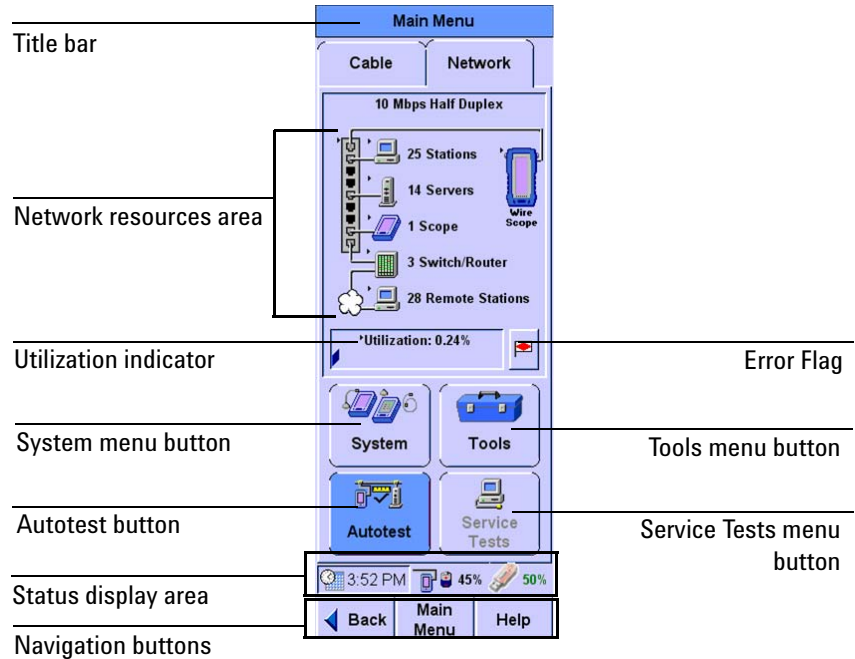 Main Menu
Title bar
Cable
Network
10 Mbps Half Duplex
25 Stations
14 Servers
Wire
Scope
1 Scope
Network resources area
3 Switch/Router
28 Remote Stations
Utilization: 0.24%
Utilization indicator
Error Flag
System
Tools
System menu button
Tools menu button
Autotest
Service
Tests
Autotest button
Service Tests menu
button
3:52 PM
45%
50%
Status display area
Back
Main
Menu
Help
Navigation buttons